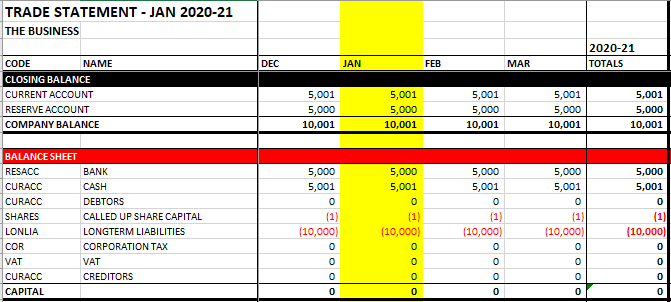 TRADE STATEMENT - JAN 2020-21
THE BUSINESS
2020-21
CODE NAME DEC JAN FEB MAR TOTALS
CLOSING BALANCE
CURRENT ACCOUNT 5,001 5,001 5,001 5,001 5,001
RESERVE ACCOUNT 5,000 5,000 5,000 5,000 5,000
COMPANY BALANCE 10,001 10,001 10,001 10,001 10,001
BALANCE SHEET
RESACC BANK 5,000 5,000 5,000 5,000 5,000
CURACC CASH 5,001 5,001 5,001 5,001 5,001
CURACC DEBTORS 0 0 0 0 0
SHARES CALLED UP SHARE CAPITAL (1) (1) (1) (1) (1)
LONLIA LONGTERM LIABILITIES (10,000) (10,000) (10,000) (10,000) (10,000)
COR CORPORATION TAX 0 0 0 0 0
VAT VAT 0 0 0 0 0
CURACC CREDITORS 0 0 0 0 0
CAPITAL 0 0 0 0 0